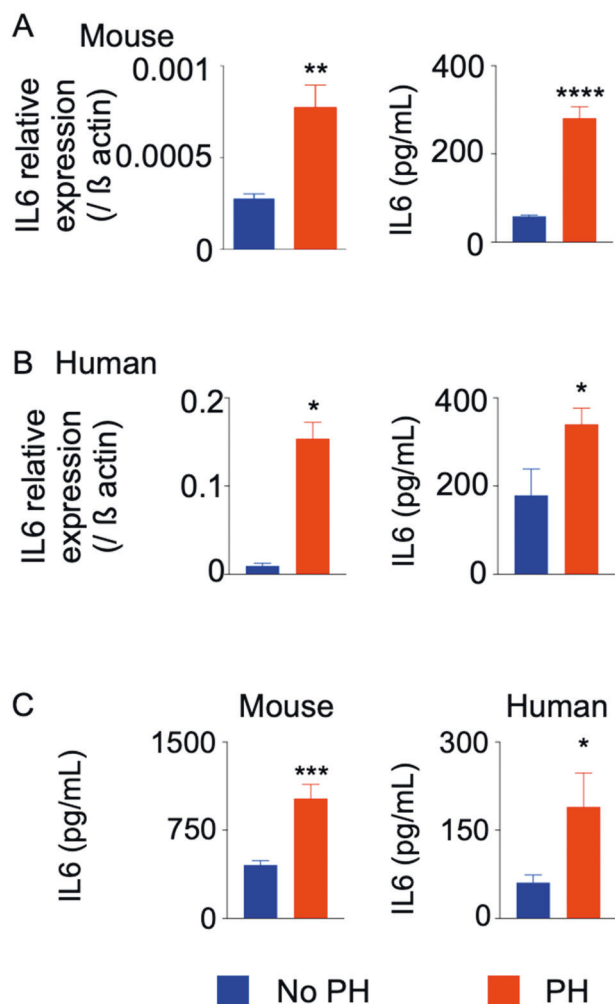 A Mouse
IL6 relative
expression
(/ ß actin)
0.001
0.0005
0
**
IL6 (pg/mL)
400
200
0
****
B Human
IL6 relative
expression
(/ ß actin)
0.2
0.1
0
*
IL6 (pg/mL)
400
200
0
*
C
Mouse
IL6 (pg/mL)
1500
750
0
***
Human
IL6 (pg/mL)
300
150
0
*
No PH
PH